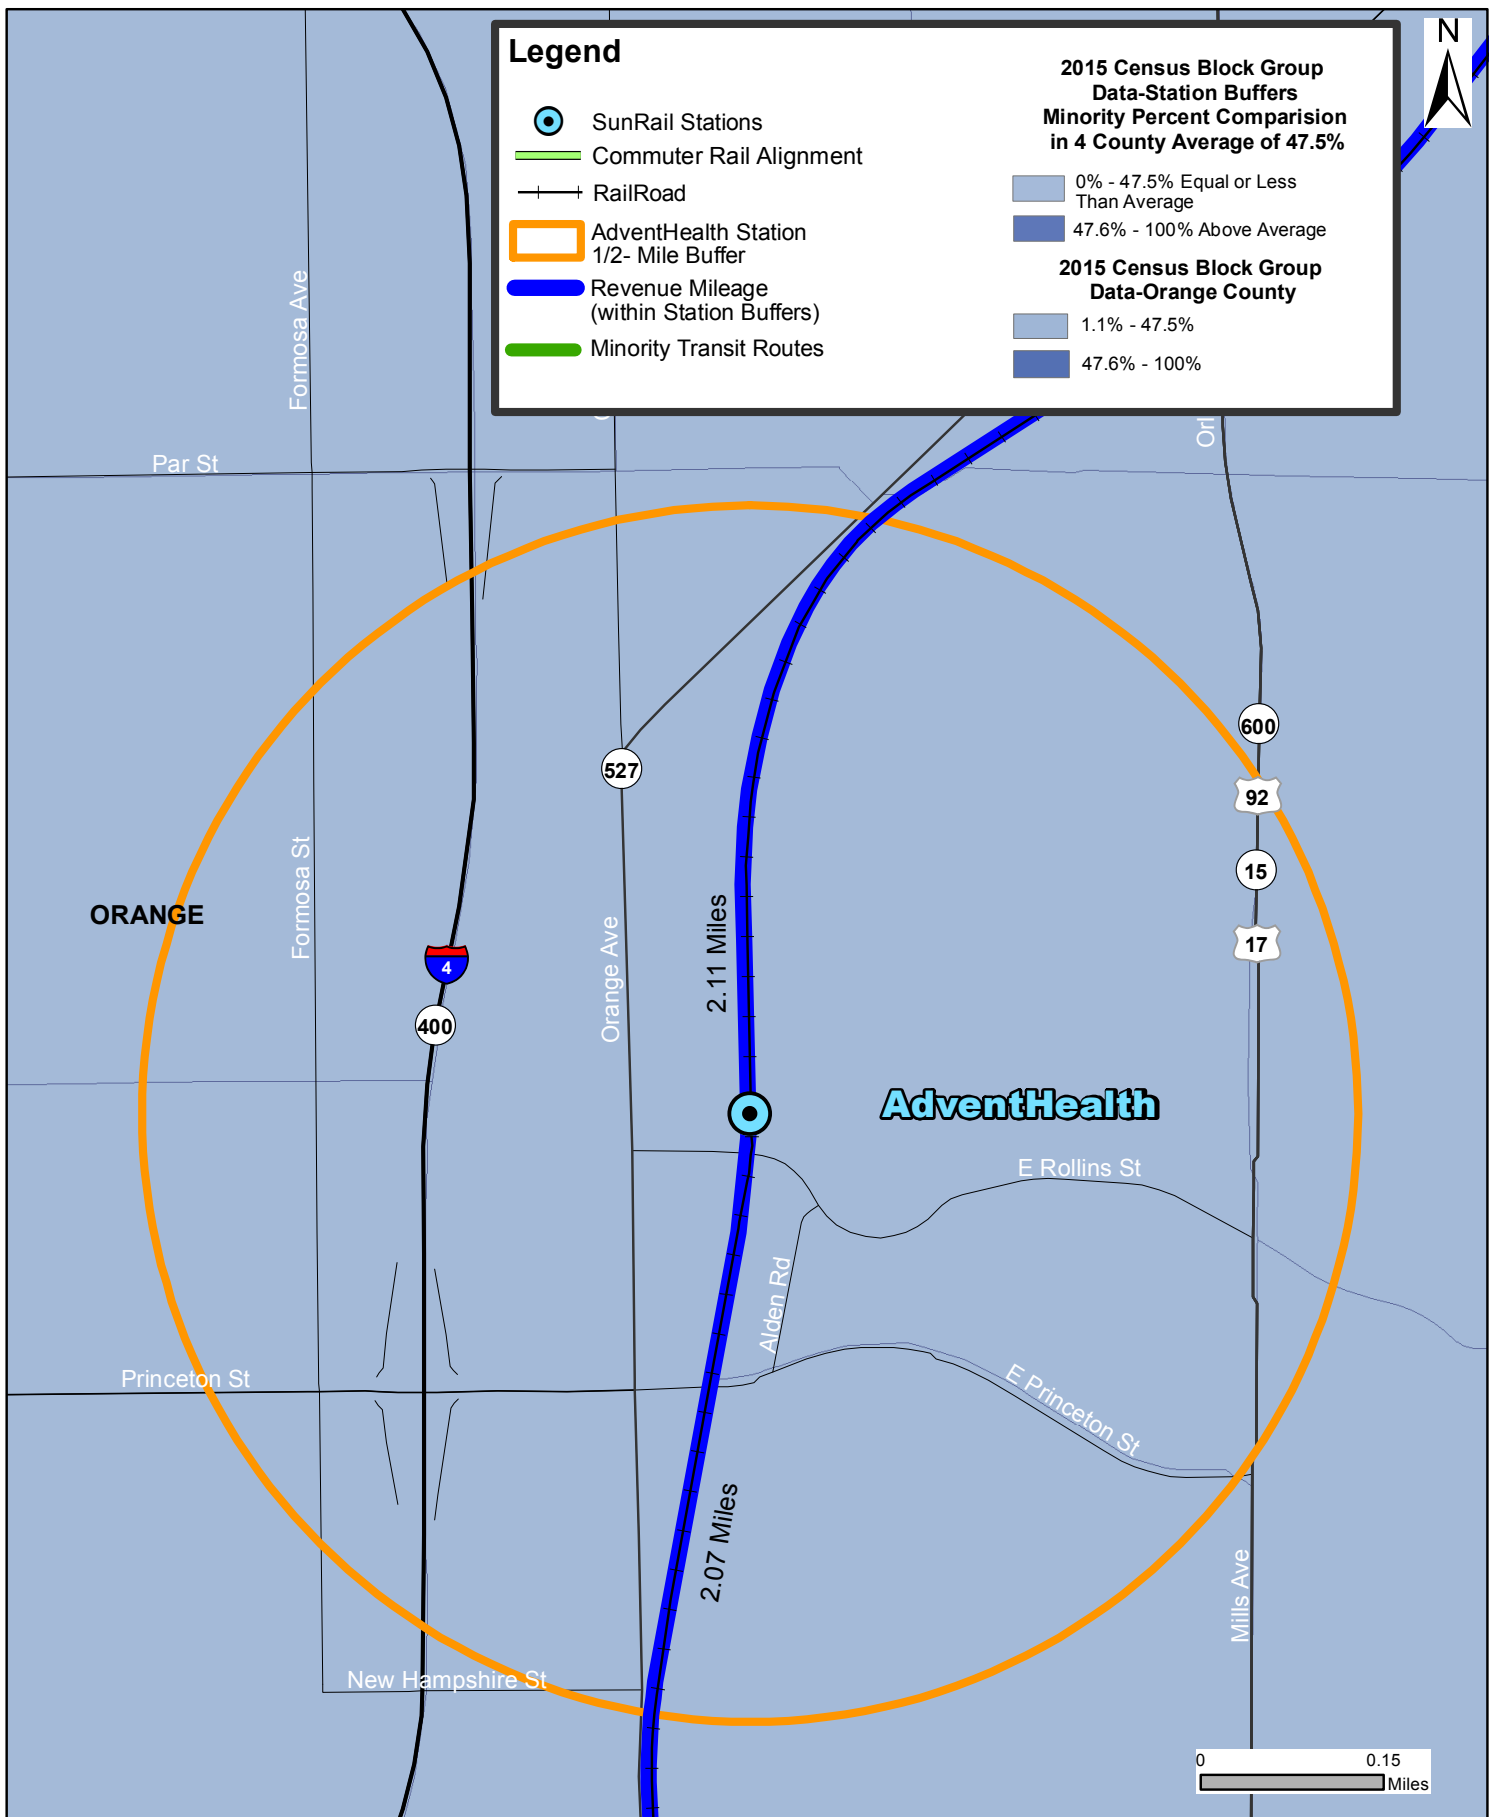 N
Legend
SunRail Stations
Commuter Rail Alignment
RailRoad
AdventHealth Station
1/2- Mile Buffer
Revenue Mileage
(within Station Buffers)
Minority Transit Routes
2015 Census Block Group
Data-Station Buffers
Minority Percent Comparision
in 4 County Average of 47.5%
0% - 47.5% Equal or Less
Than Average
47.6% - 100% Above Average
2015 Census Block Group
Data-Orange County
1.1% - 47.5%
47.6% - 100%
Formosa Ave
Par St
Orl
600
527
92
15
17
ORANGE
Formosa St
Orange Ave
2.11 Miles
4
400
AdventHealth
E Rollins St
Alden Rd
Princeton St
E Princeton St
2.07 Miles
Mills Ave
New Hampshire St
0 0.15
Miles